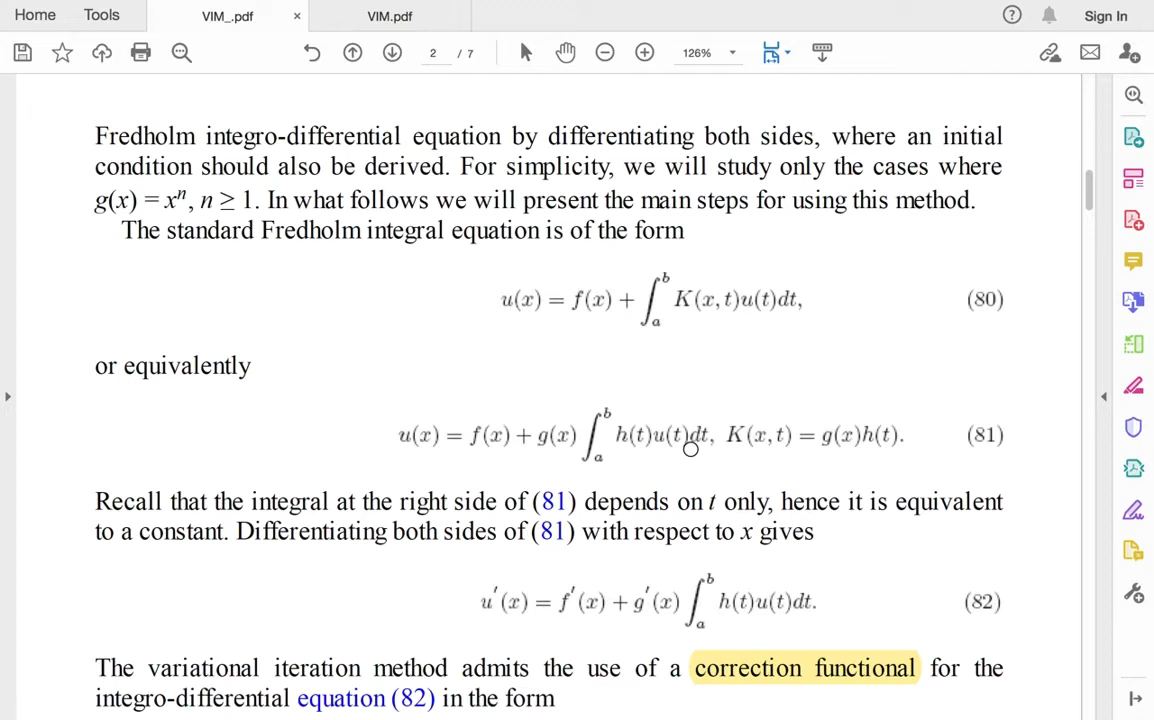 Home Tools VIM_.pdf × VIM.pdf ? Sign In
2 / 7 126%
Fredholm integro-differential equation by differentiating both sides, where an initial
condition should also be derived. For simplicity, we will study only the cases where
g(x) = xⁿ, n ≥ 1. In what follows we will present the main steps for using this method.
The standard Fredholm integral equation is of the form
u(x) = f(x) + ∫ₐᵇ K(x, t)u(t)dt, (80)
or equivalently
u(x) = f(x) + g(x) ∫ₐᵇ h(t)u(t)dt, K(x, t) = g(x)h(t). (81)
Recall that the integral at the right side of (81) depends on t only, hence it is equivalent
to a constant. Differentiating both sides of (81) with respect to x gives
u′(x) = f′(x) + g′(x) ∫ₐᵇ h(t)u(t)dt. (82)
The variational iteration method admits the use of a correction functional for the
integro-differential equation (82) in the form